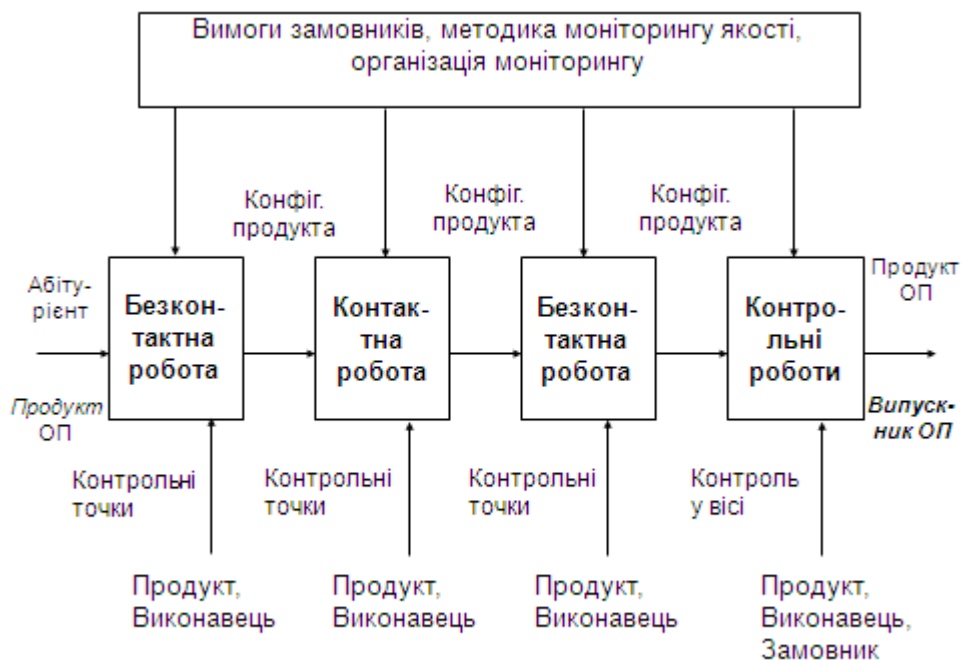 Вимоги замовників, методика моніторингу якості,
організація моніторингу
Конфіг.
продукта
Конфіг.
продукта
Конфіг.
продукта
Абіту-
рієнт
Безкон-
тактна
робота
Контак-
тна
робота
Безкон-
тактна
робота
Контро-
льні
роботи
Продукт
ОП
Продукт
ОП
Випуск-
ник ОП
Контрольні
точки
Контрольні
точки
Контрольні
точки
Контроль
у вісі
Продукт,
Виконавець
Продукт,
Виконавець
Продукт,
Виконавець
Продукт,
Виконавець,
Замовник